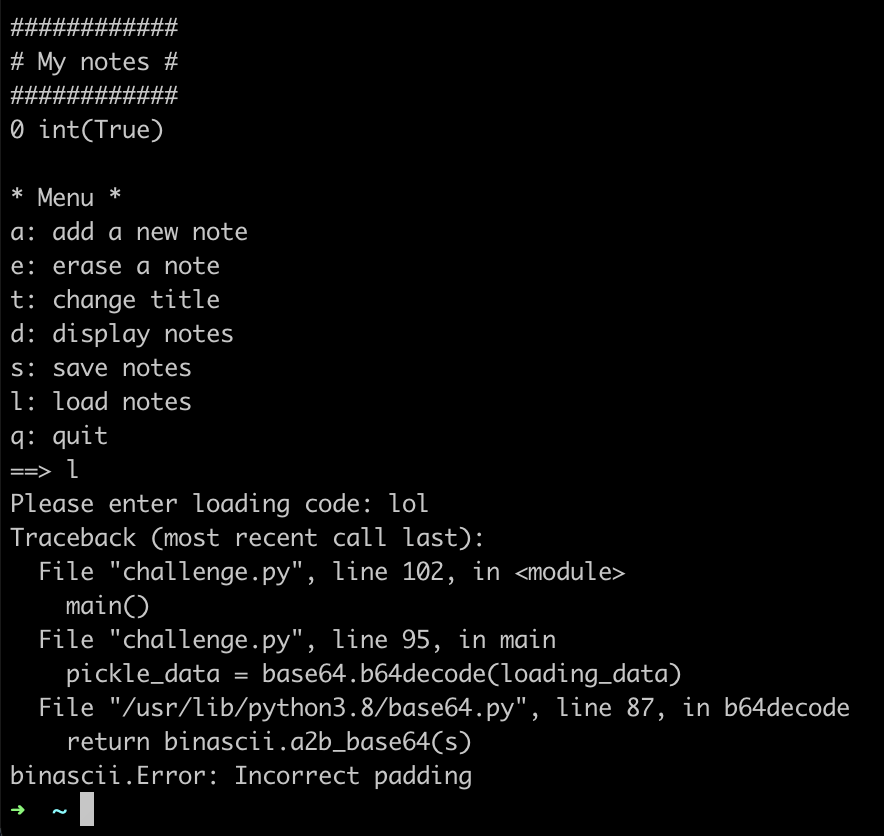 ############
# My notes #
############
0 int(True)

* Menu *
a: add a new note
e: erase a note
t: change title
d: display notes
s: save notes
l: load notes
q: quit
==> l
Please enter loading code: lol
Traceback (most recent call last):
  File "challenge.py", line 102, in <module>
    main()
  File "challenge.py", line 95, in main
    pickle_data = base64.b64decode(loading_data)
  File "/usr/lib/python3.8/base64.py", line 87, in b64decode
    return binascii.a2b_base64(s)
binascii.Error: Incorrect padding
➜  ~